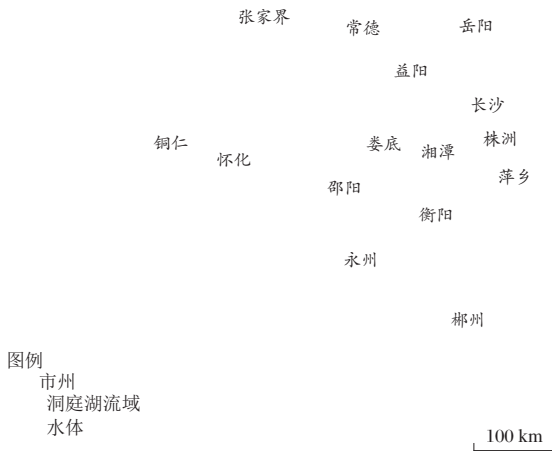 张家界
常德
岳阳
益阳
长沙
铜仁
怀化
娄底
湘潭
株洲
邵阳
萍乡
衡阳
永州
郴州
图例
市州
洞庭湖流域
水体
100 km